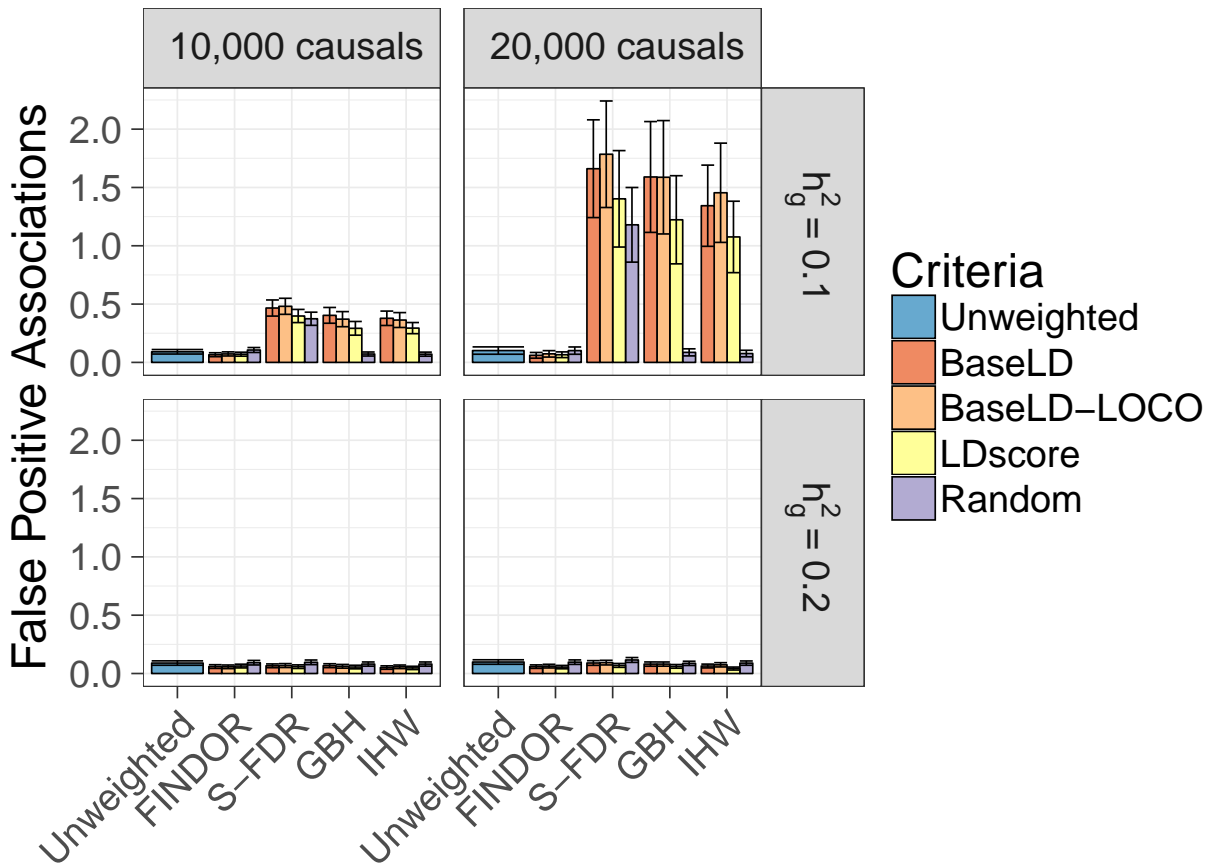 10,000 causals
20,000 causals
False Positive Associations
2.0
1.5
1.0
0.5
0.0
h²g = 0.1
2.0
1.5
1.0
0.5
0.0
h²g = 0.2
Unweighted
FINDOR
S−FDR
GBH
IHW
Unweighted
FINDOR
S−FDR
GBH
IHW
Criteria
Unweighted
BaseLD
BaseLD−LOCO
LDscore
Random